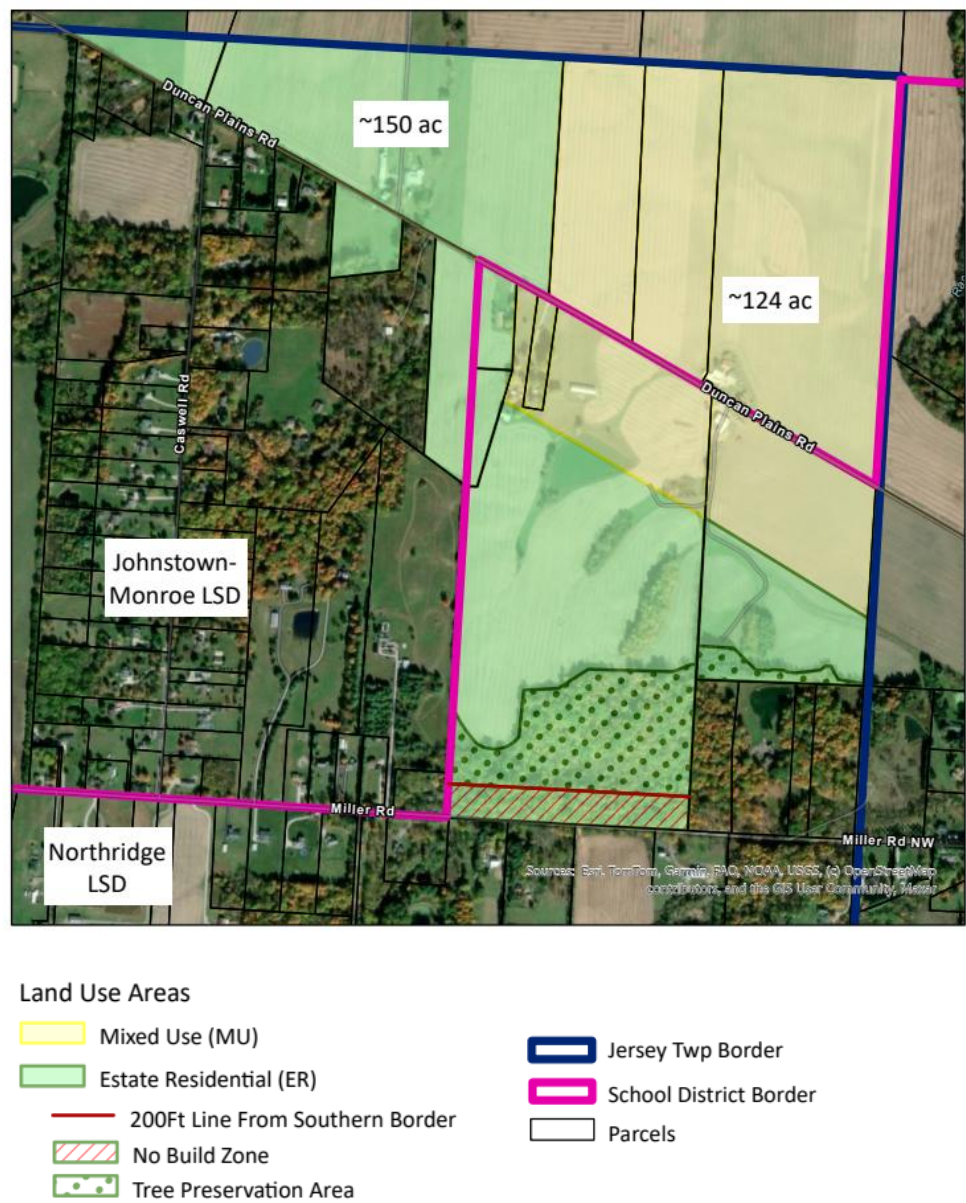 ~150 ac
Duncan Plains Rd
~124 ac
Caswell Rd
Duncan Plains Rd
Johnstown-
Monroe LSD
Miller Rd
Northridge
LSD
Miller Rd NW
Sources: Esri, TomTom, Garmin, FAO, NOAA, USGS, (c) OpenStreetMap
contributors, and the GIS User Community, Maxar
Land Use Areas
Mixed Use (MU)
Estate Residential (ER)
200Ft Line From Southern Border
No Build Zone
Tree Preservation Area
Jersey Twp Border
School District Border
Parcels